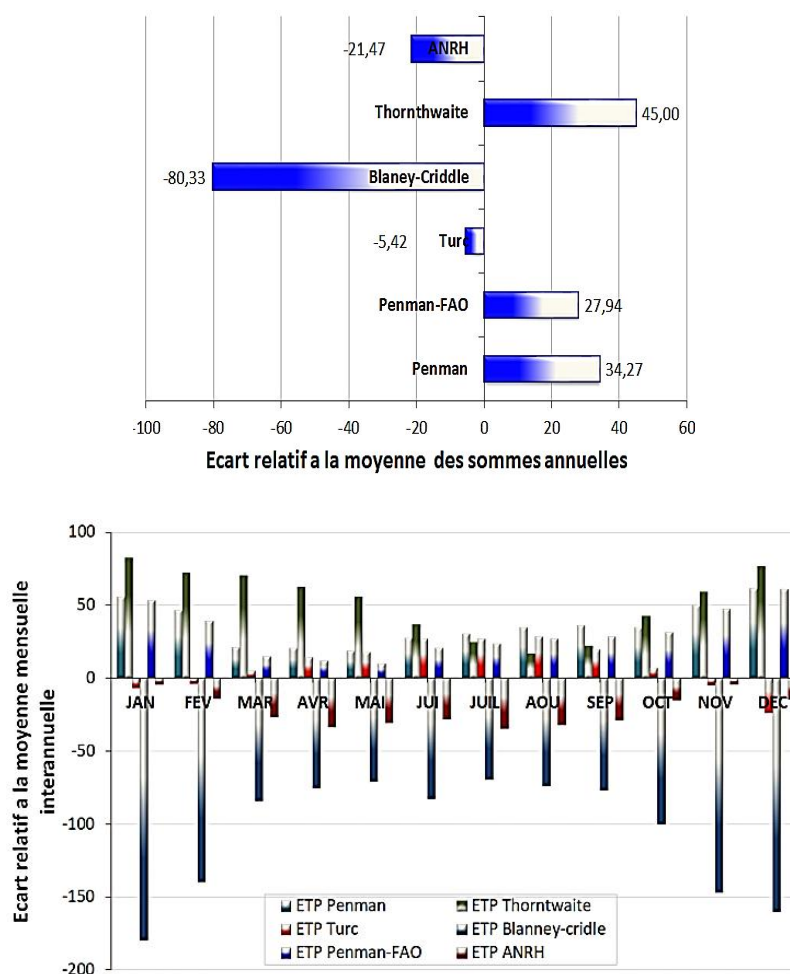 -21,47 ANRH
Thornthwaite 45,00
-80,33 Blaney-Criddle
-5,42 Turc
Penman-FAO 27,94
Penman 34,27
-100 -80 -60 -40 -20 0 20 40 60
Ecart relatif a la moyenne des sommes annuelles
Ecart relatif a la moyenne mensuelle
interannuelle
100
50
0
JAN FEV MAR AVR MAI JUI JUIL AOU SEP OCT NOV DEC
-50
-100
-150
-200
ETP Penman ETP Thorntwaite
ETP Turc ETP Blanney-cridle
ETP Penman-FAO ETP ANRH